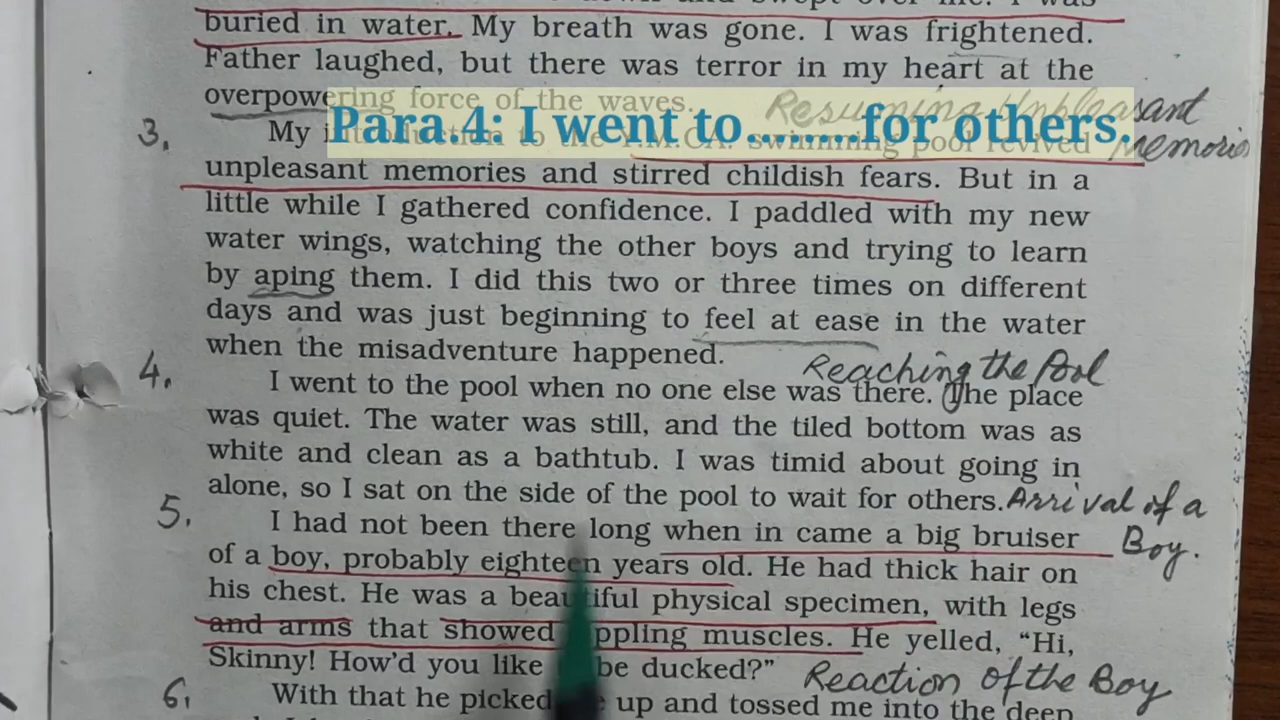 buried in water. My breath was gone. I was frightened.
Father laughed, but there was terror in my heart at the
overpowering force of the waves.
Resuming Unpleasant
memories
Para.4: I went to........for others.
3.
My introduction to the Y.M.C.A. swimming pool revived
unpleasant memories and stirred childish fears. But in a
little while I gathered confidence. I paddled with my new
water wings, watching the other boys and trying to learn
by aping them. I did this two or three times on different
days and was just beginning to feel at ease in the water
when the misadventure happened.
Reaching the Pool
4.
I went to the pool when no one else was there. The place
was quiet. The water was still, and the tiled bottom was as
white and clean as a bathtub. I was timid about going in
alone, so I sat on the side of the pool to wait for others.
Arrival of a
Boy.
5.
I had not been there long when in came a big bruiser
of a boy, probably eighteen years old. He had thick hair on
his chest. He was a beautiful physical specimen, with legs
and arms that showed rippling muscles. He yelled, “Hi,
Skinny! How’d you like be ducked?”
Reaction of the Boy
6.
With that he picked up and tossed me into the deep